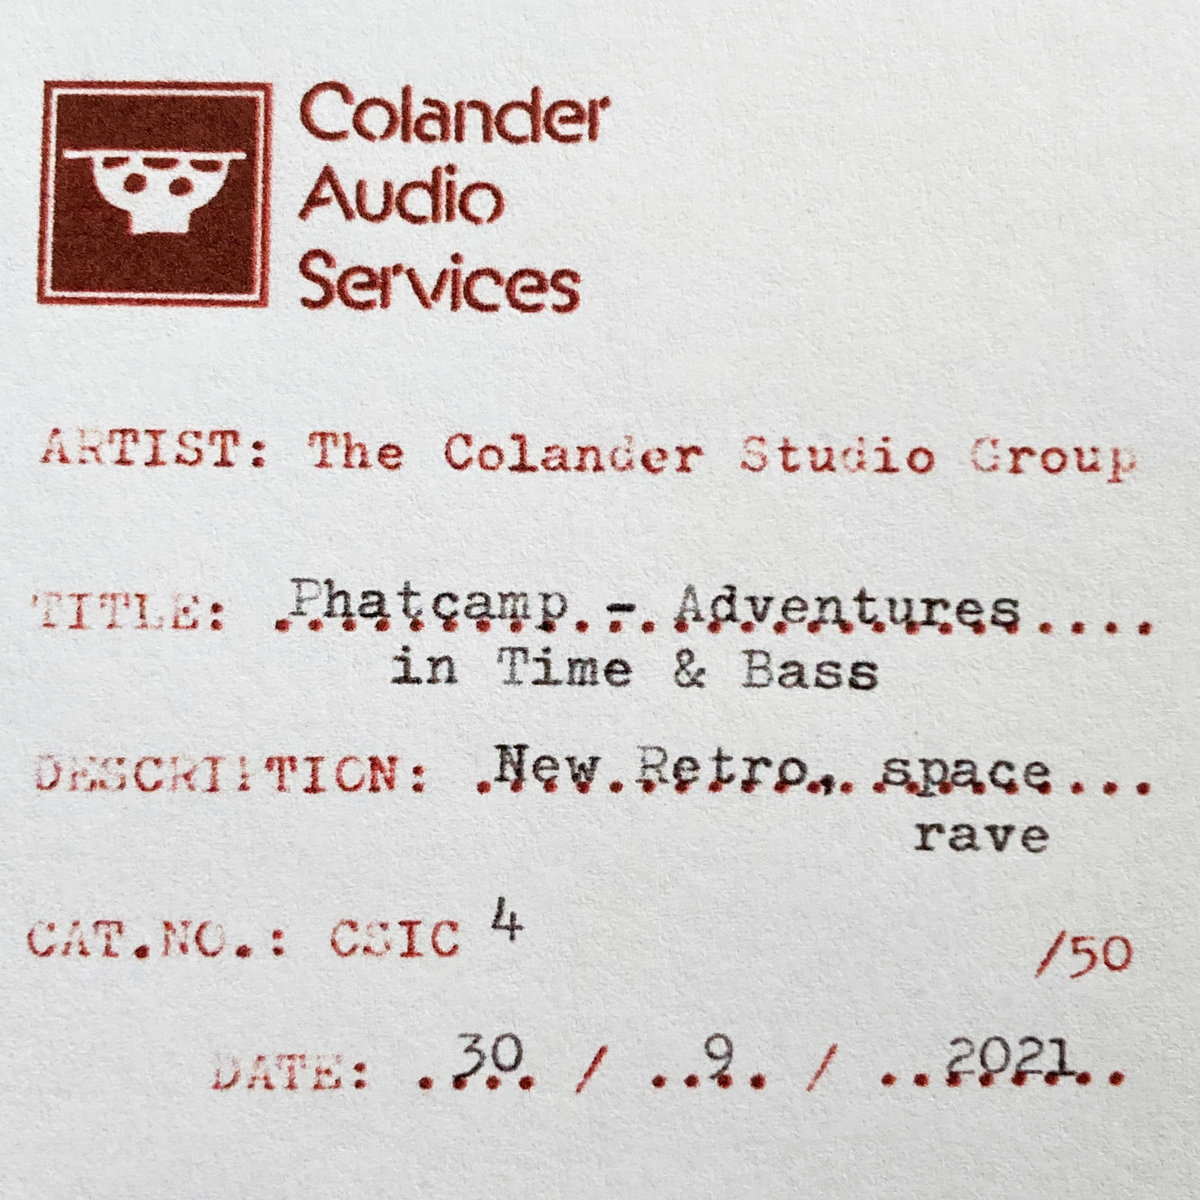 Colander
Audio
Services
ARTIST: The Colander Studio Group
TITLE: Phatcamp - Adventures....
in Time & Bass
DESCRIPTION: .New.Retro, space...
rave
CAT.NO.: CSIC 4
/50
DATE: .30. / ..9. / ..2021..